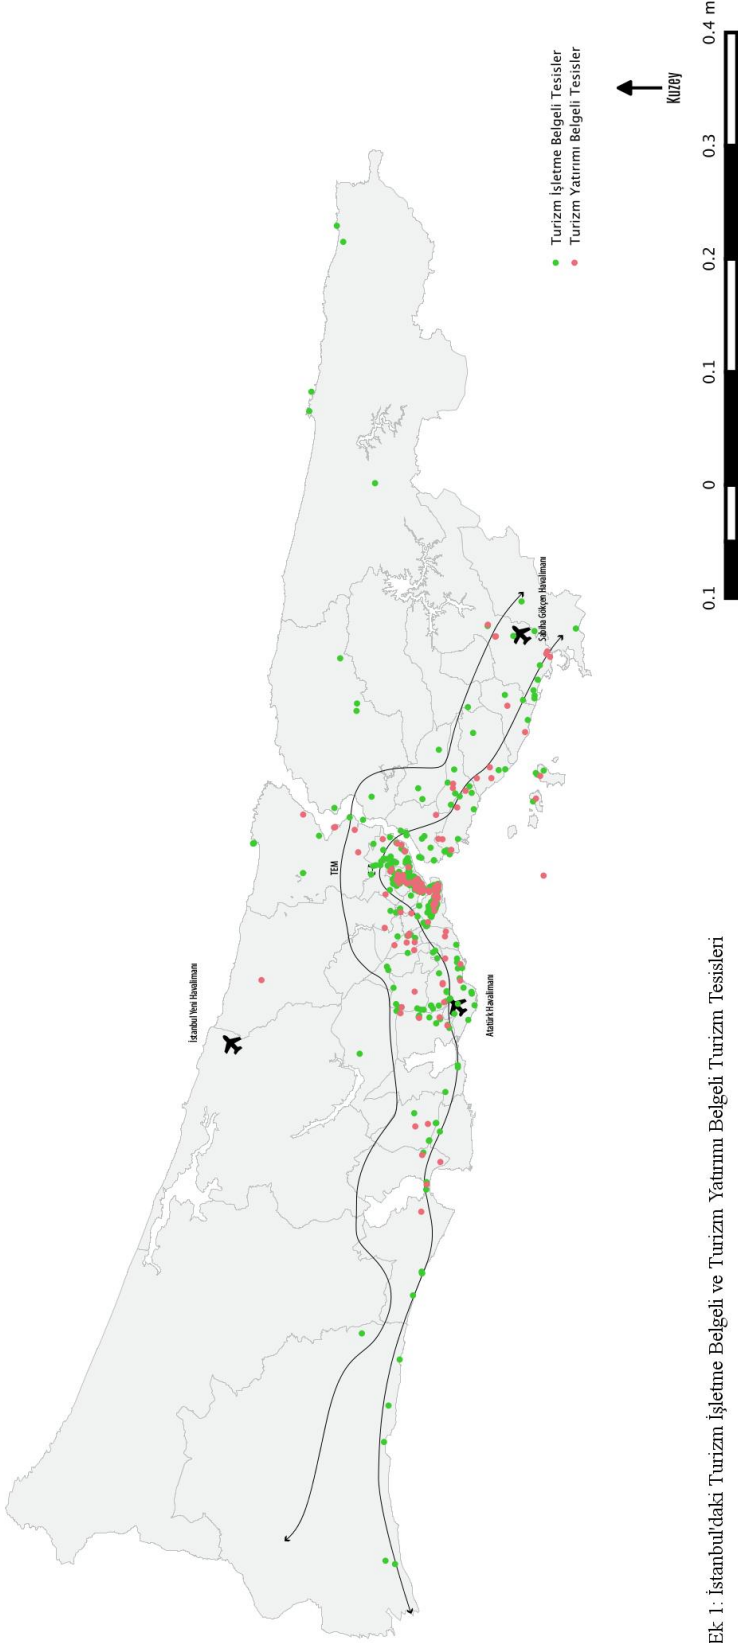 Turizm İşletme Belgeli Tesisler
Turizm Yatırımı Belgeli Tesisler
Kuzey
İstanbul Yeni Havalimanı
TEM
Atatürk Havalimanı
Sabiha Gökçen Havalimanı
0.1 0 0.1 0.2 0.3 0.4 m
Ek 1: İstanbul'daki Turizm İşletme Belgeli ve Turizm Yatırımı Belgeli Turizm Tesisleri